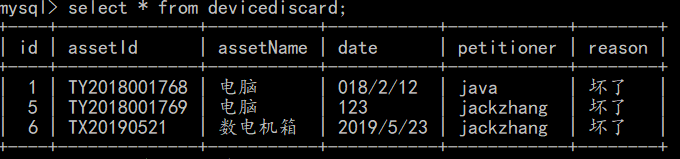 mysql> select * from devicediscard;
| id | assetId | assetName | date | petitioner | reason |
| 1 | TY2018001768 | 电脑 | 018/2/12 | java | 坏了 |
| 5 | TY2018001769 | 电脑 | 123 | jackzhang | 坏了 |
| 6 | TX20190521 | 数电机箱 | 2019/5/23 | jackzhang | 坏了 |